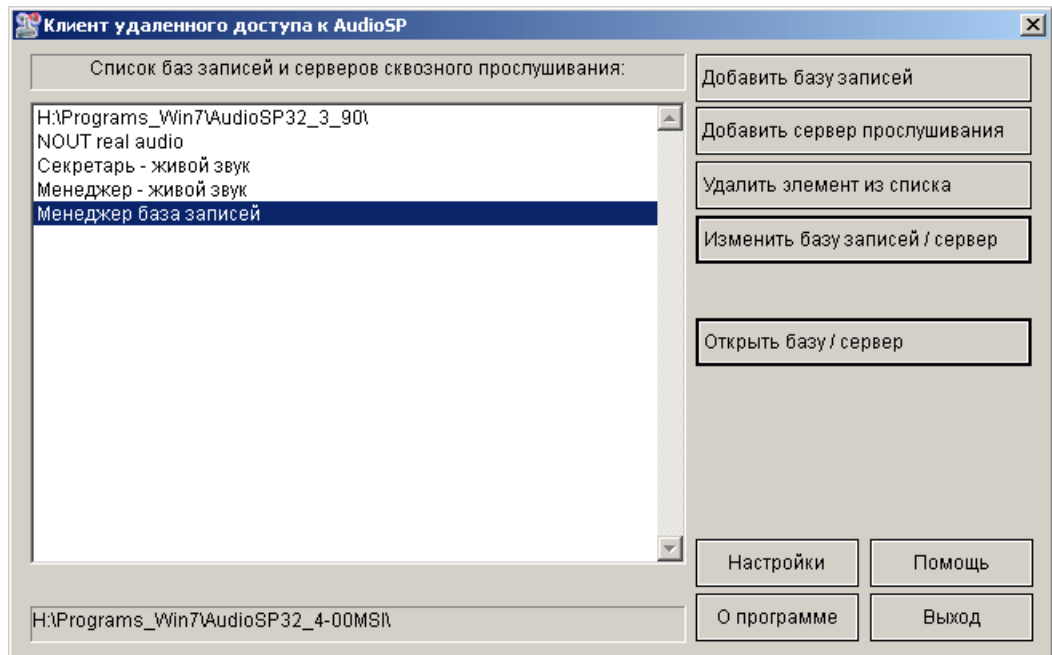 Клиент удаленного доступа к AudioSP
Список баз записей и серверов сквозного прослушивания:
H:\Programs_Win7\AudioSP32_3_90\
NOUT real audio
Секретарь - живой звук
Менеджер - живой звук
Менеджер база записей
H:\Programs_Win7\AudioSP32_4-00MSI\
Добавить базу записей
Добавить сервер прослушивания
Удалить элемент из списка
Изменить базу записей / сервер
Открыть базу / сервер
Настройки
Помощь
О программе
Выход